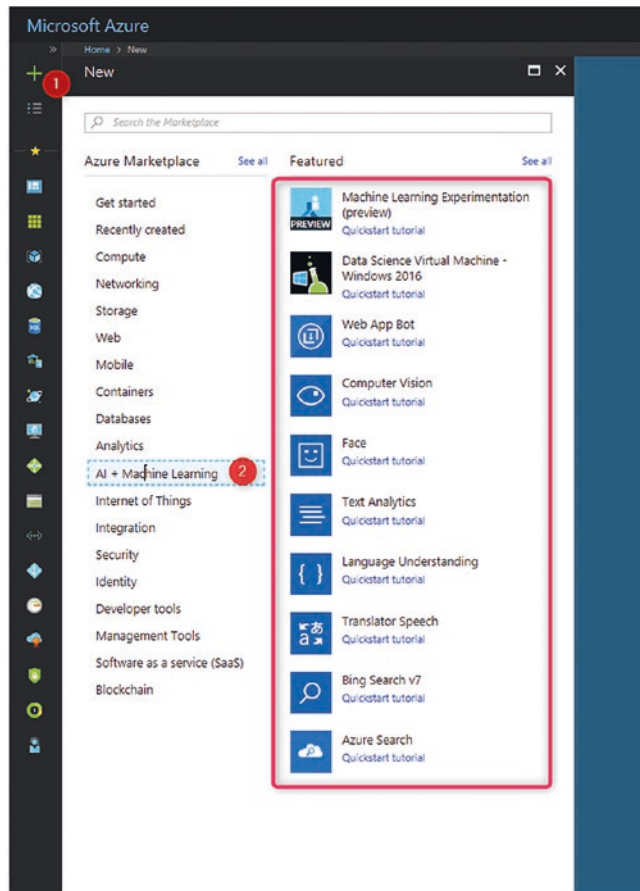 Microsoft Azure
Home > New
New
1
Search the Marketplace
Azure Marketplace See all
Get started
Recently created
Compute
Networking
Storage
Web
Mobile
Containers
Databases
Analytics
AI + Machine Learning 2
Internet of Things
Integration
Security
Identity
Developer tools
Management Tools
Software as a service (SaaS)
Blockchain
Featured See all
PREVIEW
Machine Learning Experimentation
(preview)
Quickstart tutorial
Data Science Virtual Machine -
Windows 2016
Quickstart tutorial
Web App Bot
Quickstart tutorial
Computer Vision
Quickstart tutorial
Face
Quickstart tutorial
Text Analytics
Quickstart tutorial
{ } Language Understanding
Quickstart tutorial
あ
a
Translator Speech
Quickstart tutorial
Bing Search v7
Quickstart tutorial
Azure Search
Quickstart tutorial